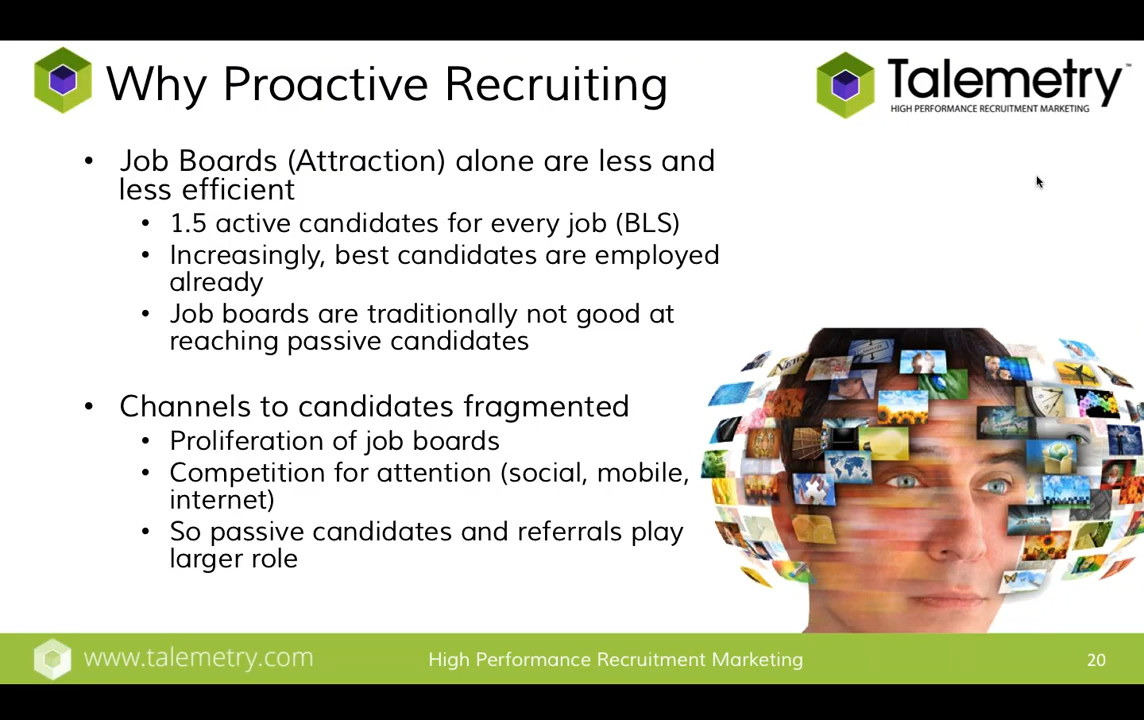 Why Proactive Recruiting
Talemetry™
HIGH PERFORMANCE RECRUITMENT MARKETING
• Job Boards (Attraction) alone are less and
less efficient
• 1.5 active candidates for every job (BLS)
• Increasingly, best candidates are employed
already
• Job boards are traditionally not good at
reaching passive candidates
• Channels to candidates fragmented
• Proliferation of job boards
• Competition for attention (social, mobile,
internet)
• So passive candidates and referrals play
larger role
NEWS
www.talemetry.com
High Performance Recruitment Marketing
20